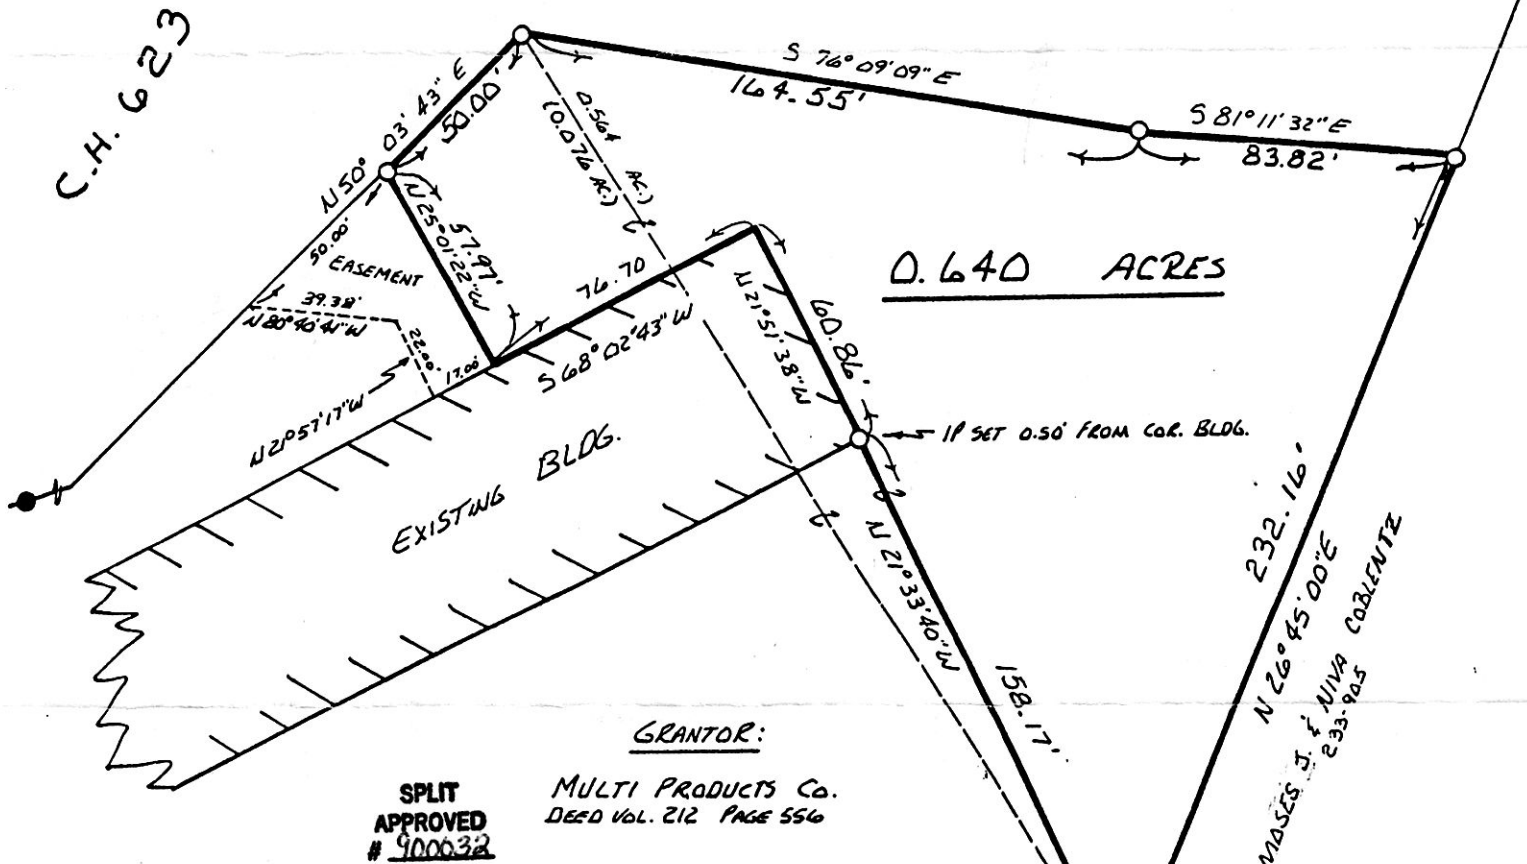 C.H. 623
N 50° 03' 43" E
50.00'
S 76° 09' 09" E
164.55'
S 81° 11' 32" E
83.82'
0.564 AC.)
(0.076 AC.)
N 25° 01' 22" W
57.97'
50.00'
EASEMENT
39.38'
N 80° 40' 41" W
22.00'
17.00'
N 21° 57' 17" W
76.70
S 68° 02' 43" W
N 21° 51' 38" W
60.86'
0.640 ACRES
IP SET 0.50' FROM COR. BLDG.
EXISTING BLDG.
N 21° 33' 40" W
158.17'
232.16'
N 26° 45' 00" E
MOSES J. & NIVA COBLENTZ
233-905
GRANTOR:
MULTI PRODUCTS CO.
DEED VOL. 212 PAGE 556
SPLIT
APPROVED
# 900032